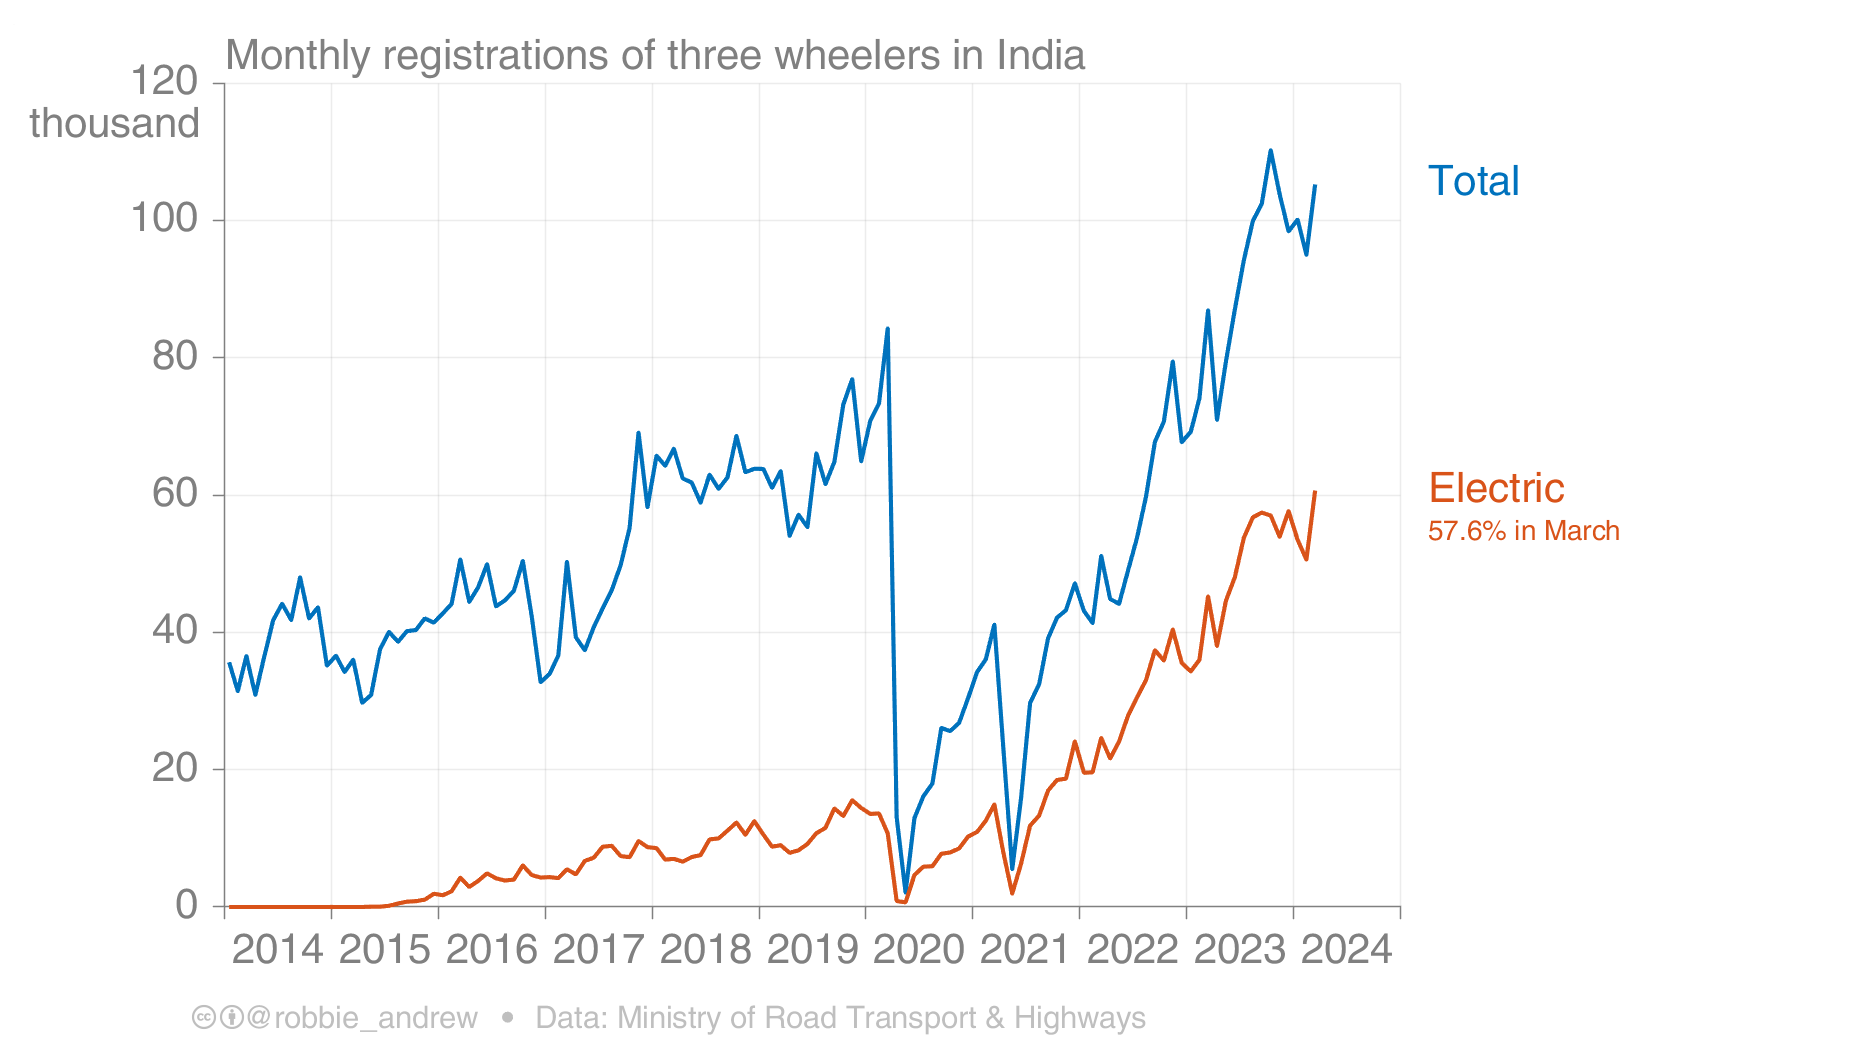 Monthly registrations of three wheelers in India
120
thousand
100
80
60
40
20
0
2014 2015 2016 2017 2018 2019 2020 2021 2022 2023 2024
Total
Electric
57.6% in March
cc @robbie_andrew • Data: Ministry of Road Transport & Highways